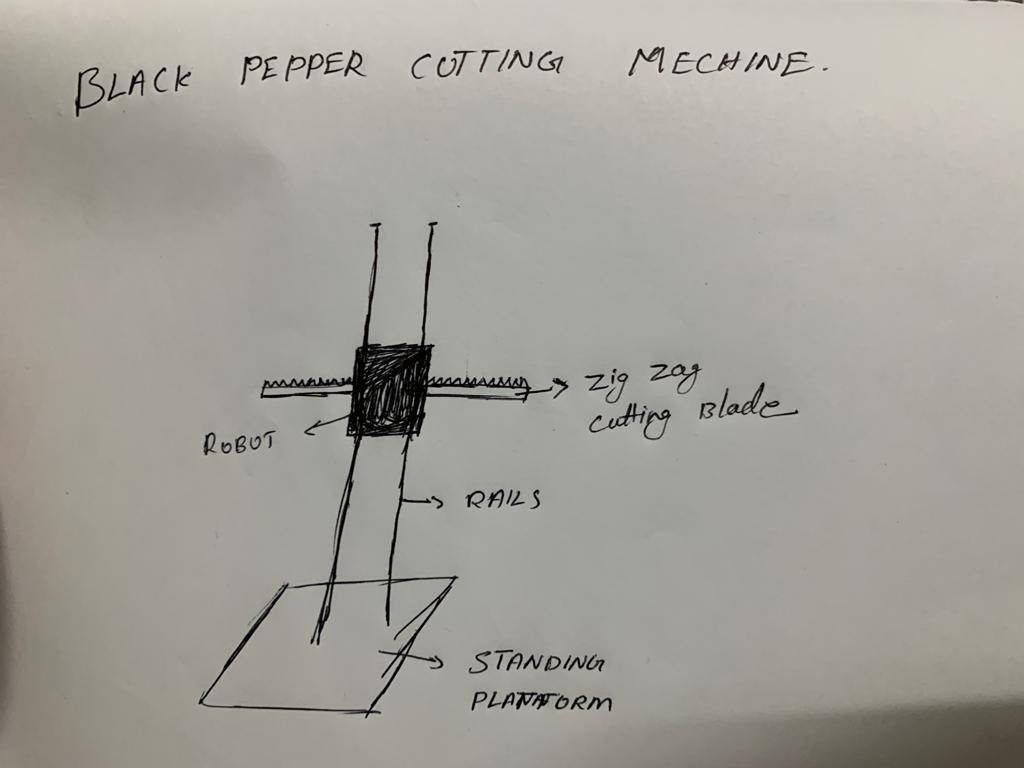 BLACK PEPPER CUTTING MECHINE.
Zig Zag
cutting Blade
ROBOT
RAILS
STANDING
PLANTFORM